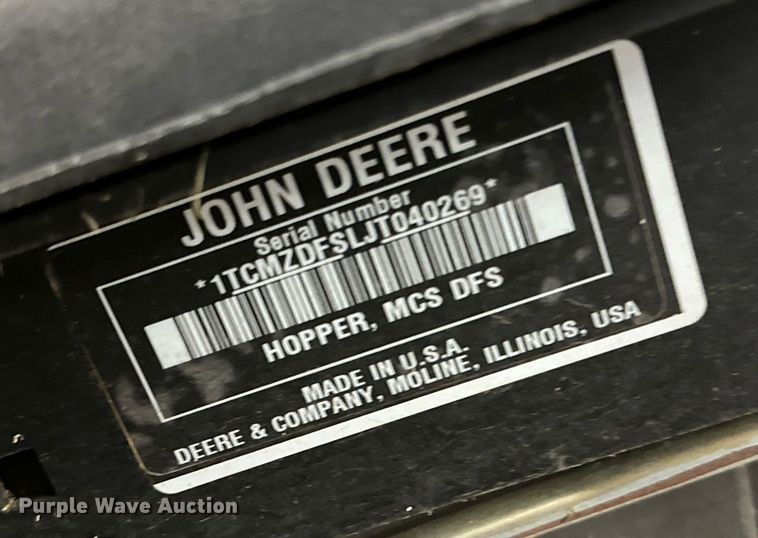 JOHN DEERE
Serial Number
*1TCMZDFSLJT040269*
HOPPER, MCS DFS
MADE IN U.S.A.
DEERE & COMPANY, MOLINE, ILLINOIS, USA
Purple Wave Auction